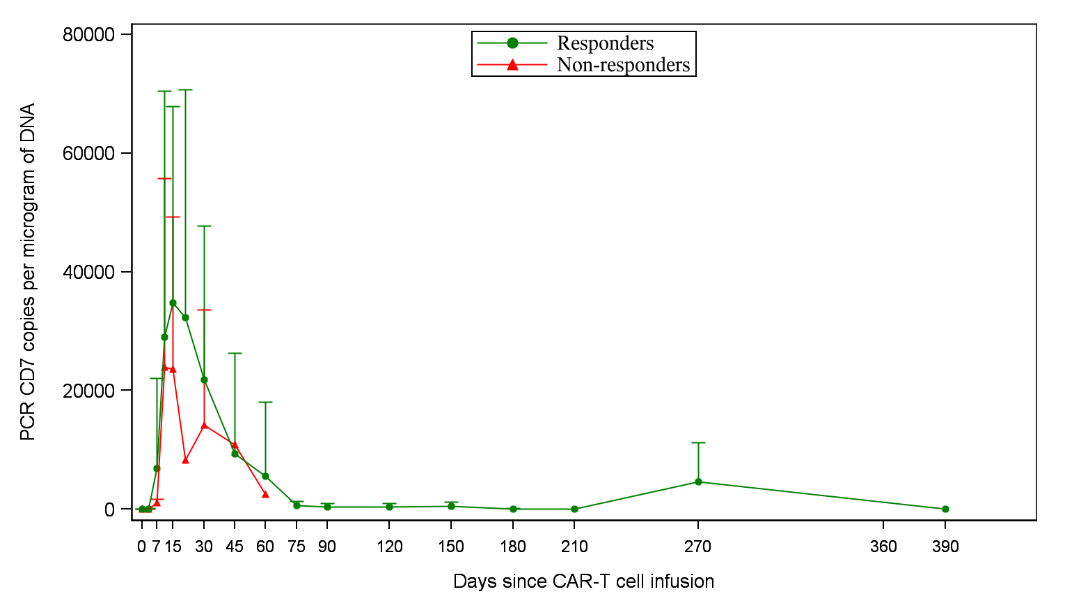 Responders
Non-responders
PCR CD7 copies per microgram of DNA
80000
60000
40000
20000
0
0 7 15 30 45 60 75 90 120 150 180 210 270 360 390
Days since CAR-T cell infusion